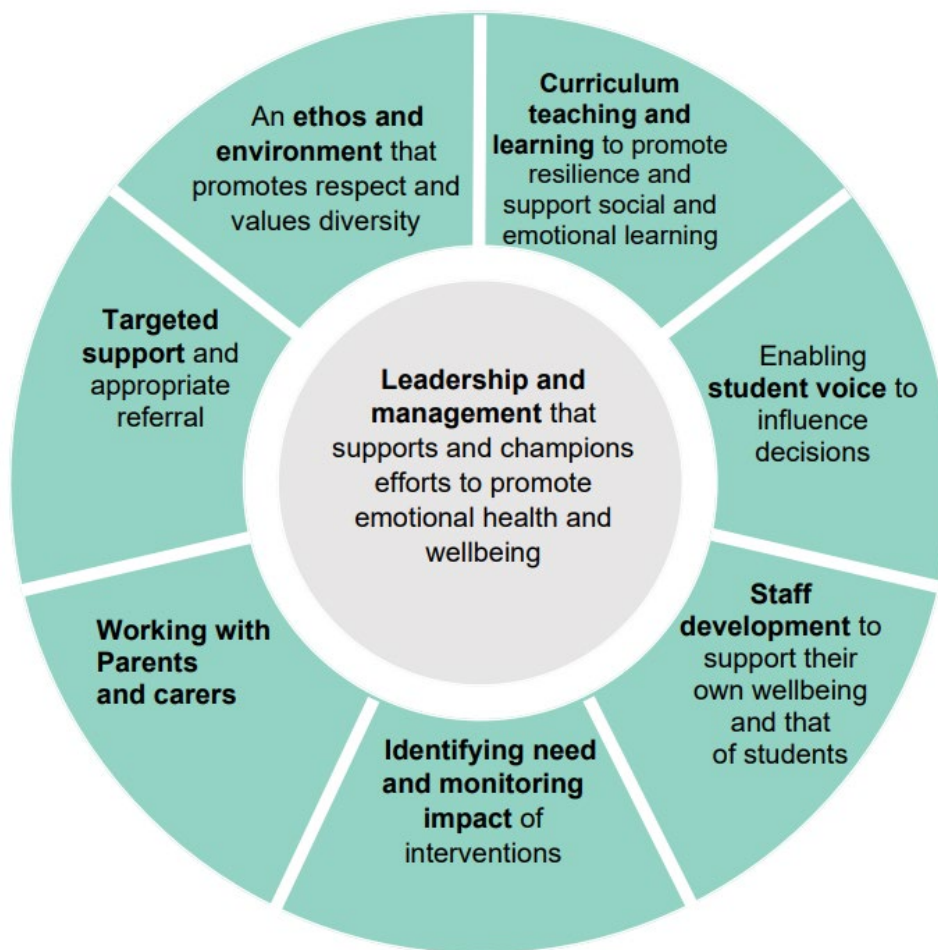 An ethos and
environment that
promotes respect and
values diversity
Curriculum
teaching and
learning to promote
resilience and
support social and
emotional learning
Enabling
student voice to
influence
decisions
Staff
development to
support their
own wellbeing
and that
of students
Identifying need
and monitoring
impact of
interventions
Working with
Parents
and carers
Targeted
support and
appropriate
referral
Leadership and
management that
supports and champions
efforts to promote
emotional health and
wellbeing